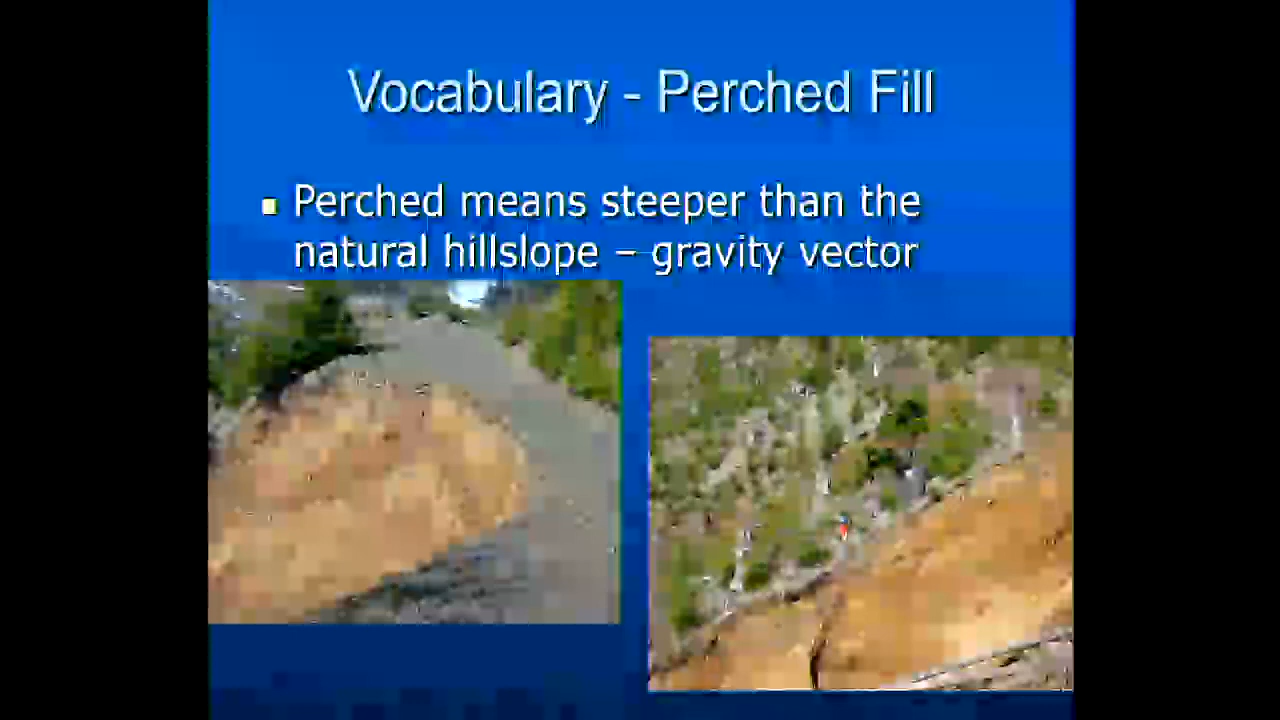 Vocabulary - Perched Fill
Perched means steeper than the
natural hillslope – gravity vector